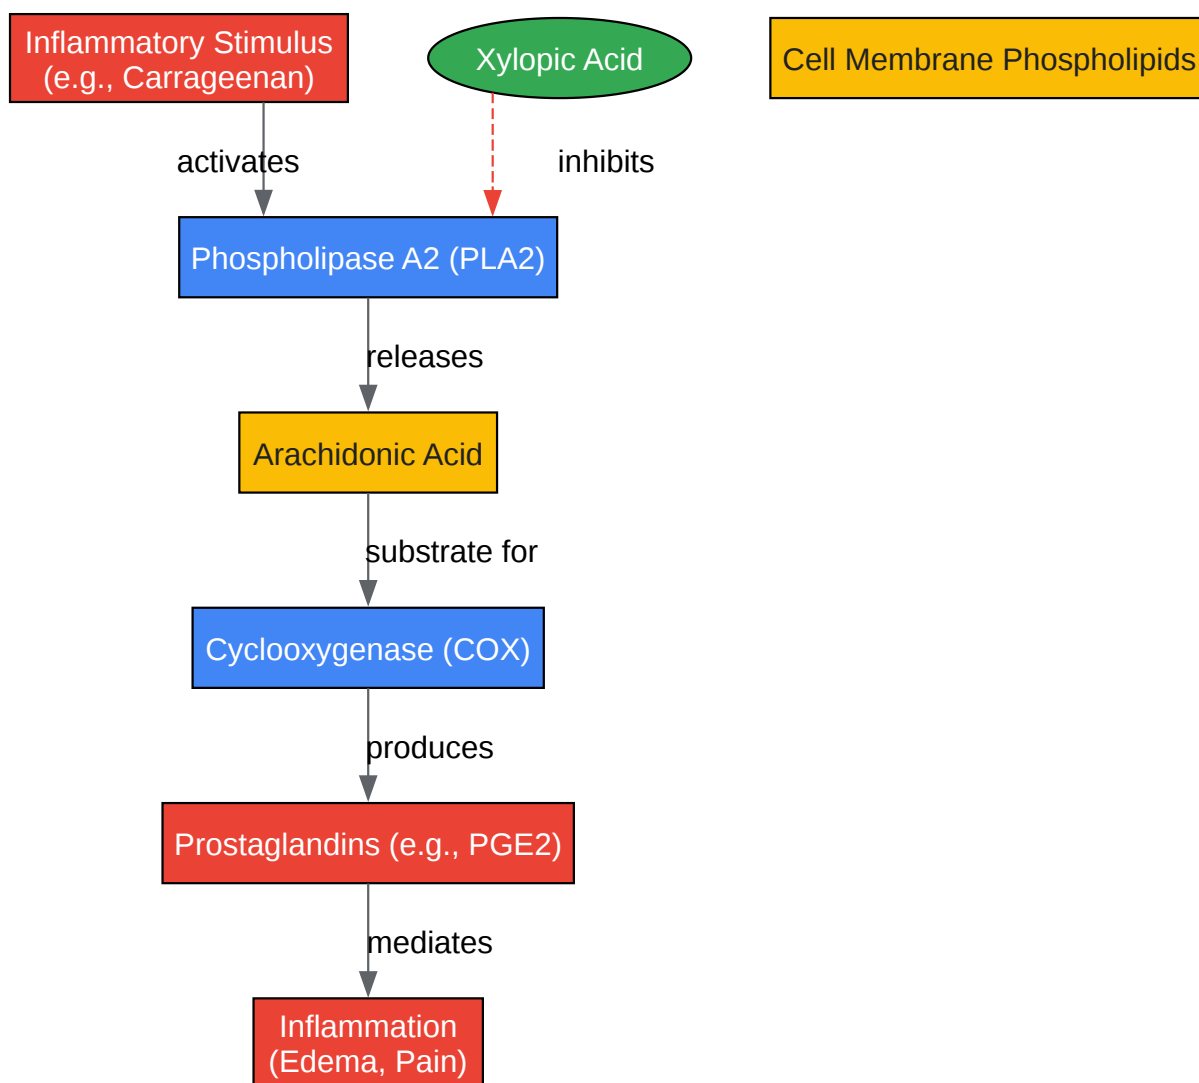 Inflammatory Stimulus
(e.g., Carrageenan)
Xylopic Acid
Cell Membrane Phospholipids
activates
inhibits
Phospholipase A2 (PLA2)
releases
Arachidonic Acid
substrate for
Cyclooxygenase (COX)
produces
Prostaglandins (e.g., PGE2)
mediates
Inflammation
(Edema, Pain)